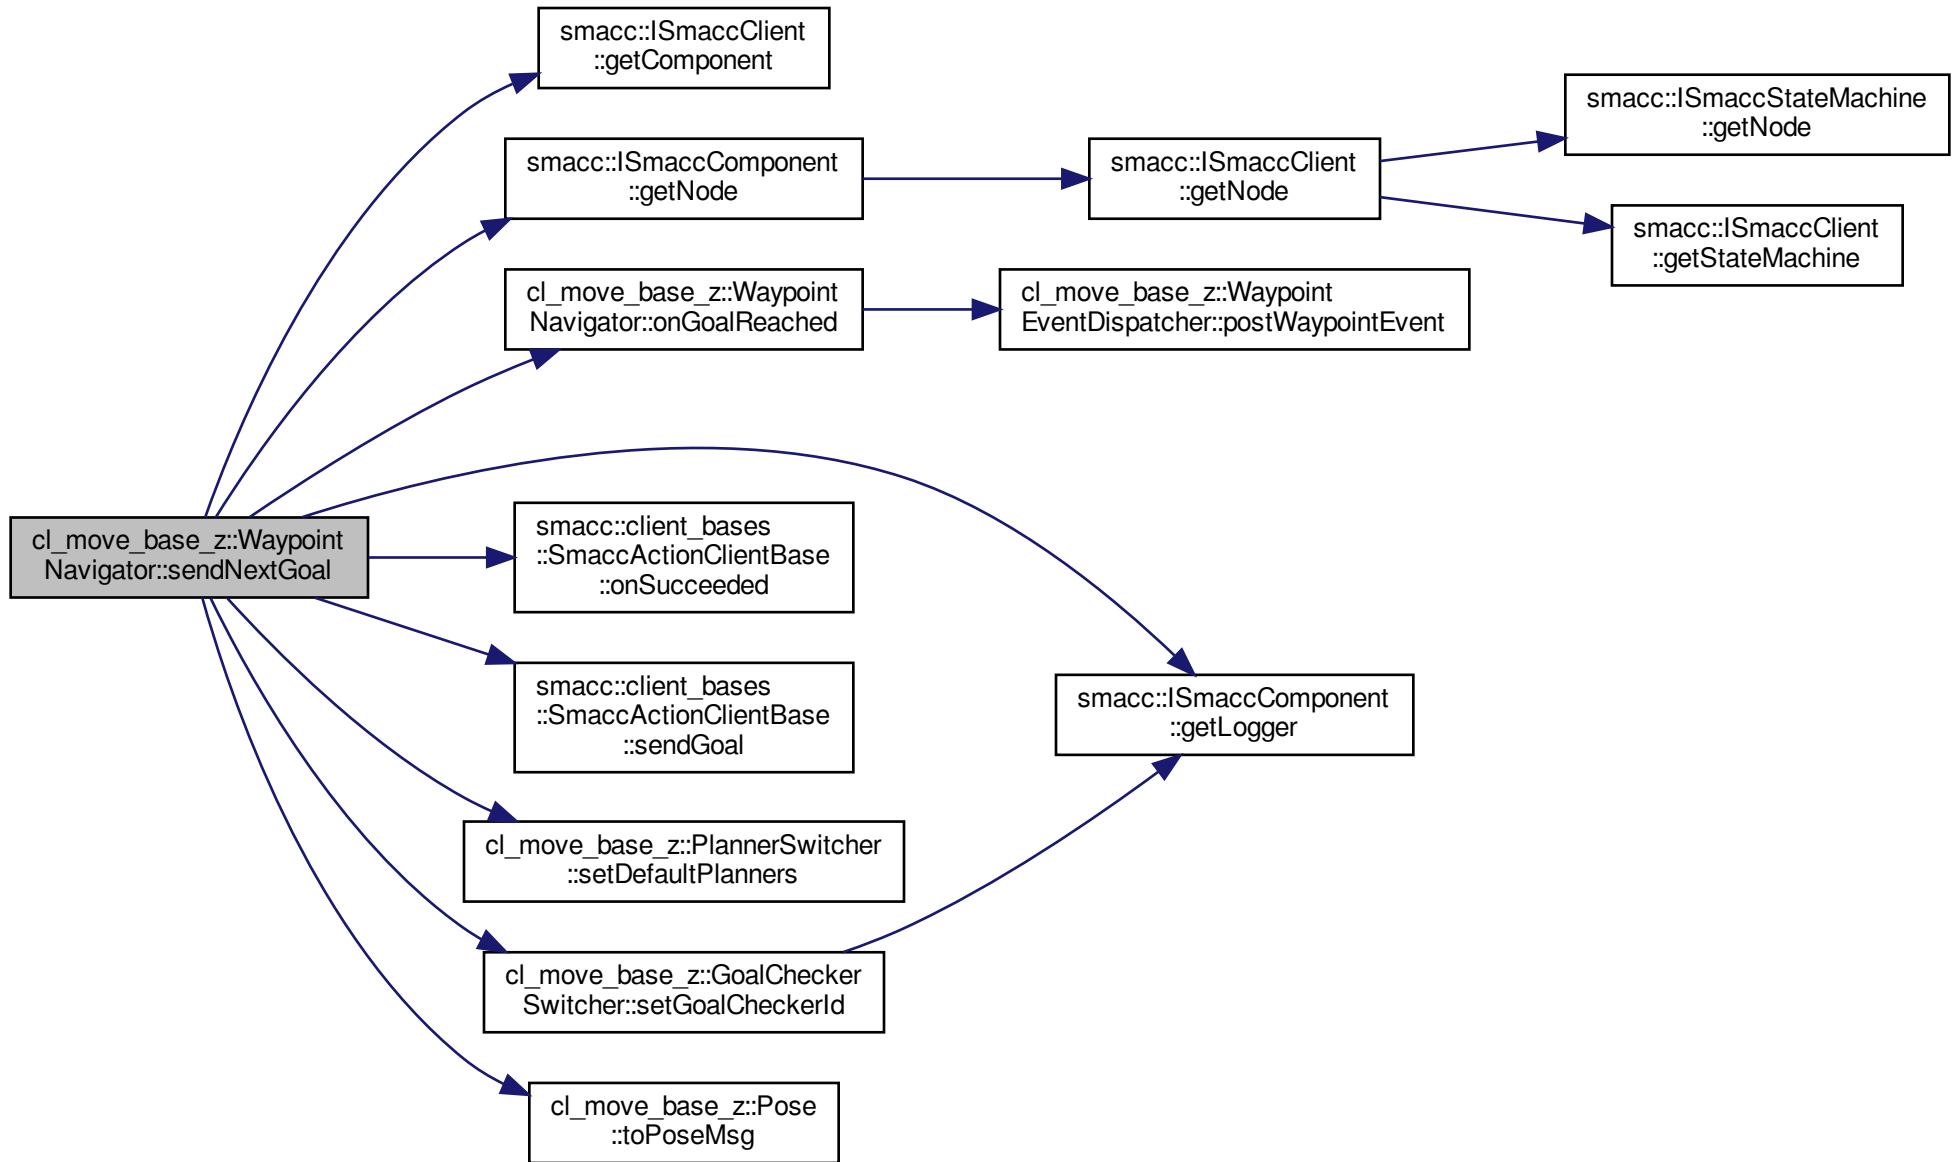 smacc::ISmaccClient
::getComponent
smacc::ISmaccStateMachine
::getNode
smacc::ISmaccComponent
::getNode
smacc::ISmaccClient
::getNode
smacc::ISmaccClient
::getStateMachine
cl_move_base_z::Waypoint
Navigator::onGoalReached
cl_move_base_z::Waypoint
EventDispatcher::postWaypointEvent
cl_move_base_z::Waypoint
Navigator::sendNextGoal
smacc::client_bases
::SmaccActionClientBase
::onSucceeded
smacc::client_bases
::SmaccActionClientBase
::sendGoal
smacc::ISmaccComponent
::getLogger
cl_move_base_z::PlannerSwitcher
::setDefaultPlanners
cl_move_base_z::GoalChecker
Switcher::setGoalCheckerId
cl_move_base_z::Pose
::toPoseMsg